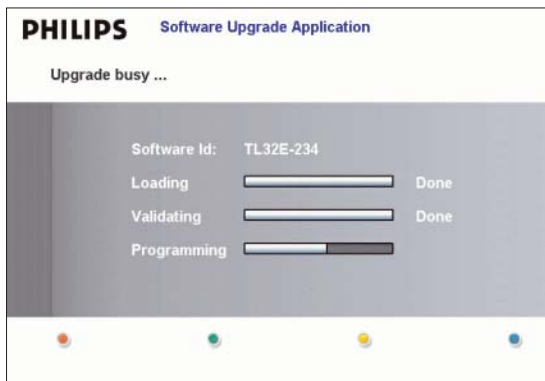 PHILIPS Software Upgrade Application
Upgrade busy ...
Software Id: TL32E-234
Loading Done
Validating Done
Programming